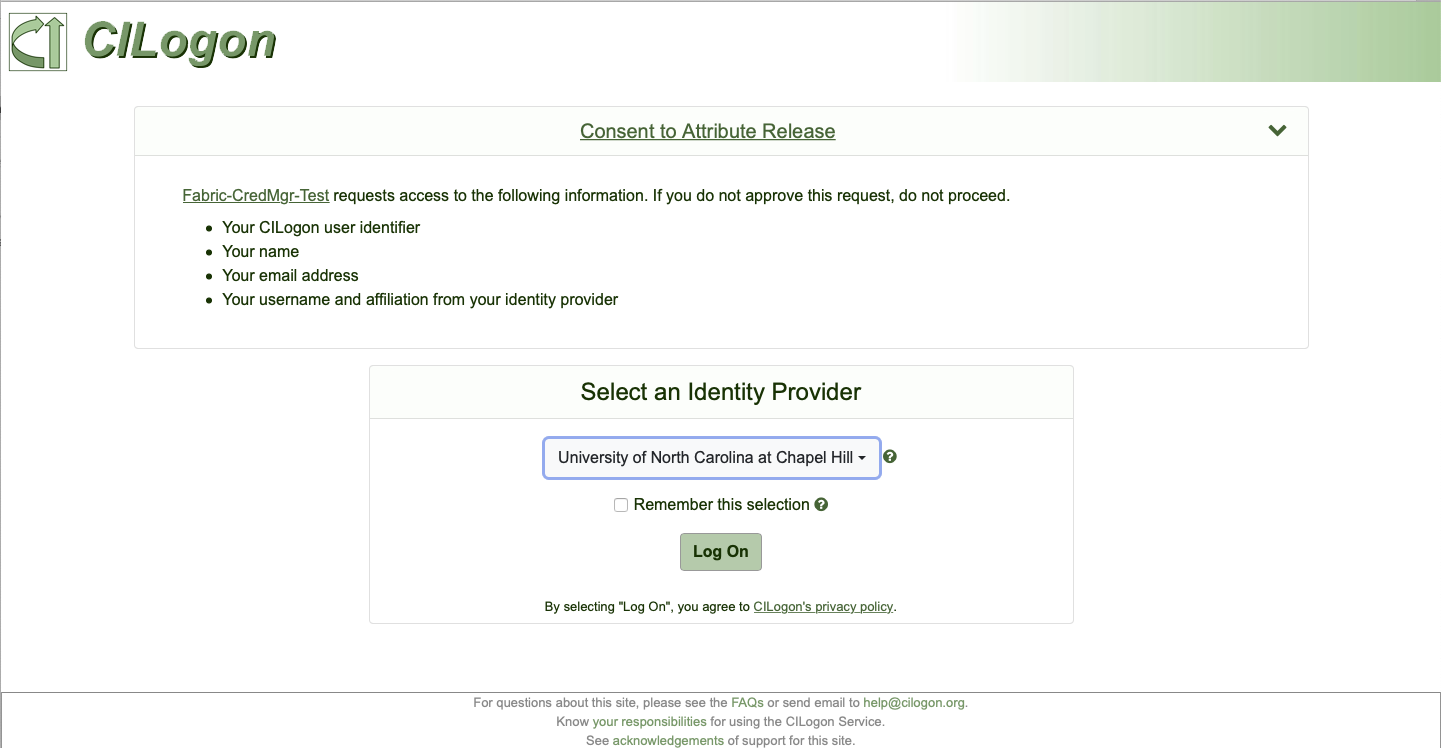 CILogon
Consent to Attribute Release
Fabric-CredMgr-Test requests access to the following information. If you do not approve this request, do not proceed.
Your CILogon user identifier
Your name
Your email address
Your username and affiliation from your identity provider
Select an Identity Provider
University of North Carolina at Chapel Hill
Remember this selection
Log On
By selecting "Log On", you agree to CILogon's privacy policy.
For questions about this site, please see the FAQs or send email to help@cilogon.org.
Know your responsibilities for using the CILogon Service.
See acknowledgements of support for this site.